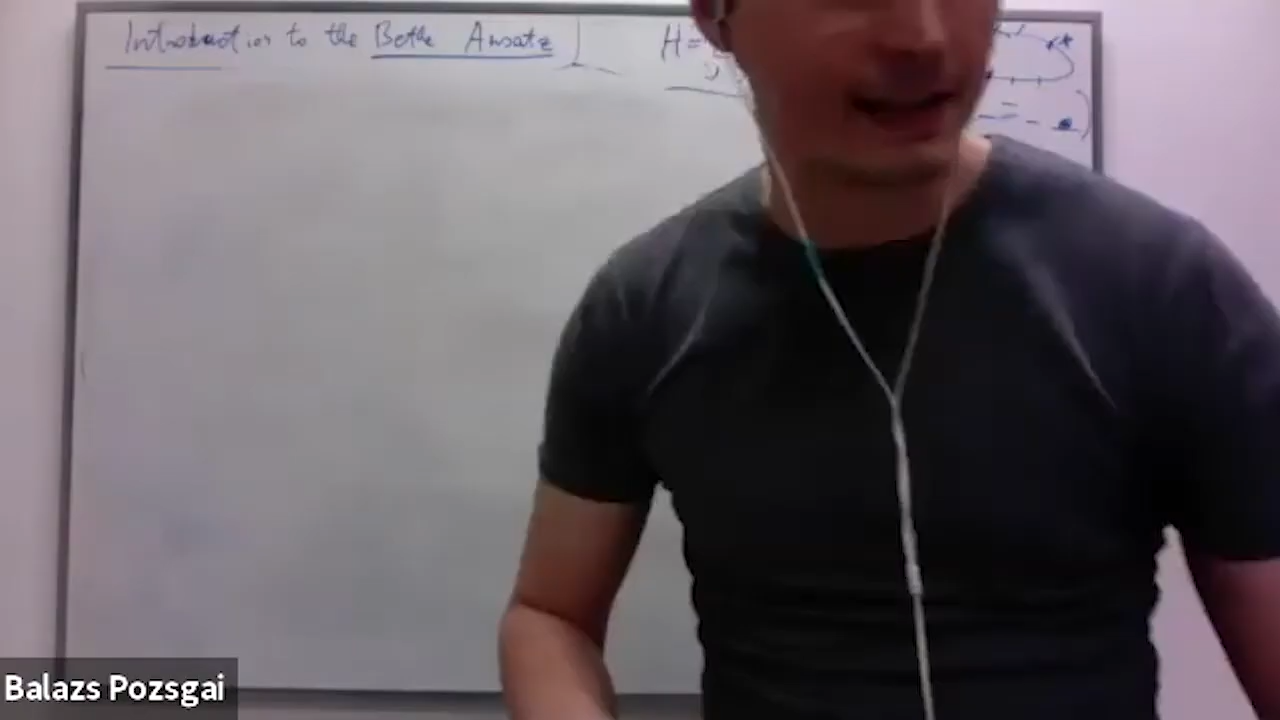 Introduction to the Bethe Ansatz
H=
Balazs Pozsgai